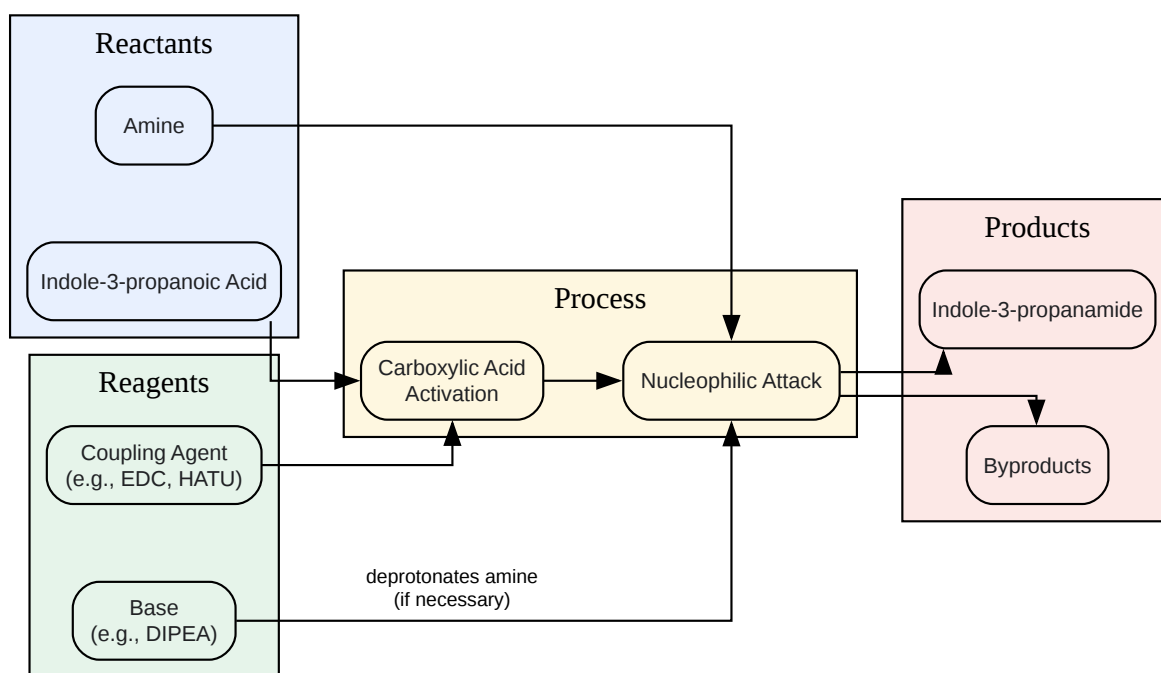 Reactants
Amine
Indole-3-propanoic Acid
Reagents
Coupling Agent
(e.g., EDC, HATU)
Base
(e.g., DIPEA)
deprotonates amine
(if necessary)
Process
Carboxylic Acid
Activation
Nucleophilic Attack
Products
Indole-3-propanamide
Byproducts